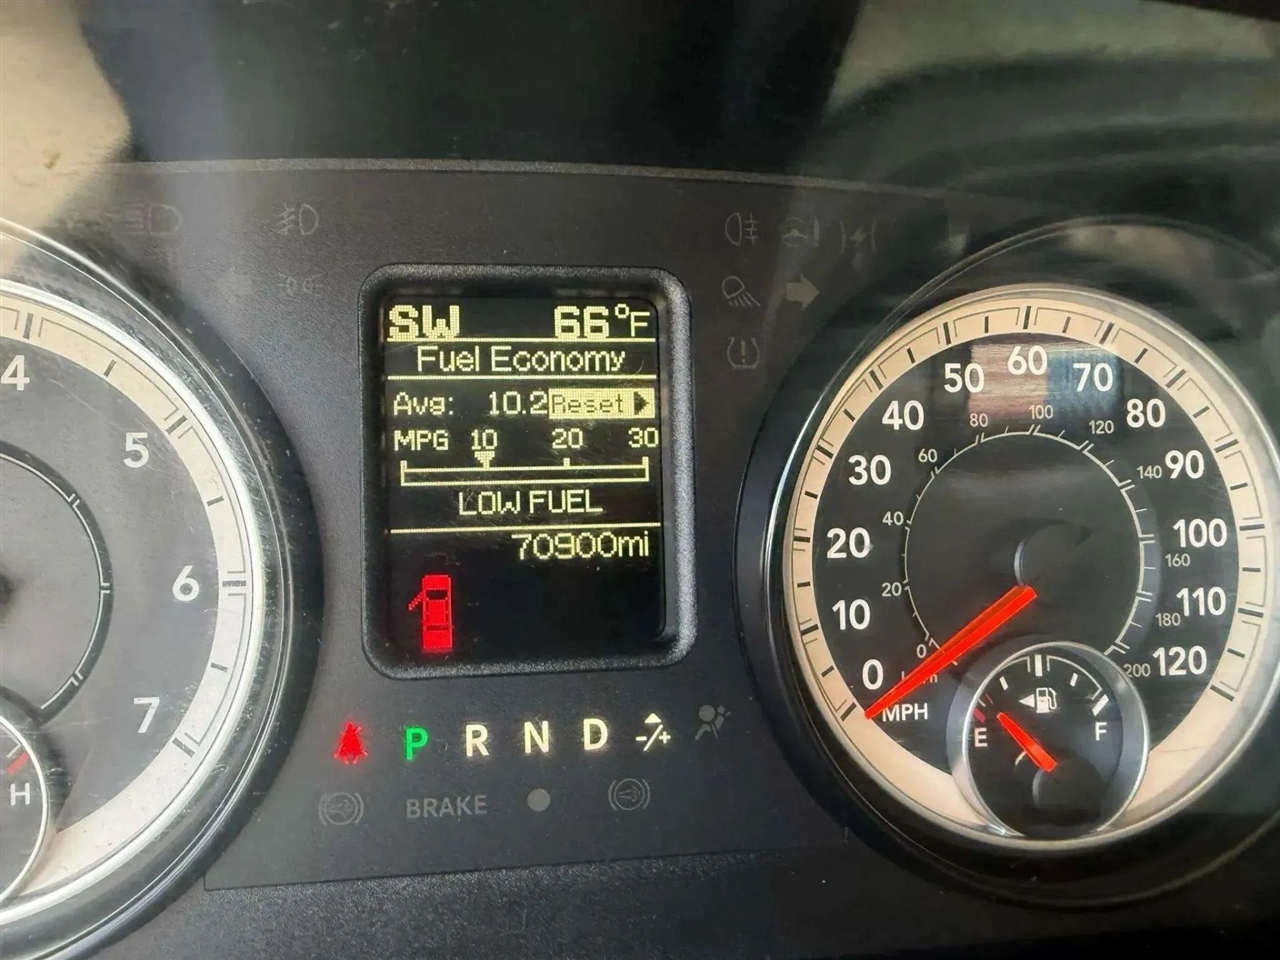 SW 66°F
Fuel Economy
Avg: 10.2 Reset
MPG 10 20 30
LOW FUEL
70900mi
4
5
6
7
H
P R N D -/+
BRAKE
0 10 20 30 40 50 60 70 80 90 100 110 120
MPH
0 20 40 60 80 100 120 140 160 180 200
km/h
E F